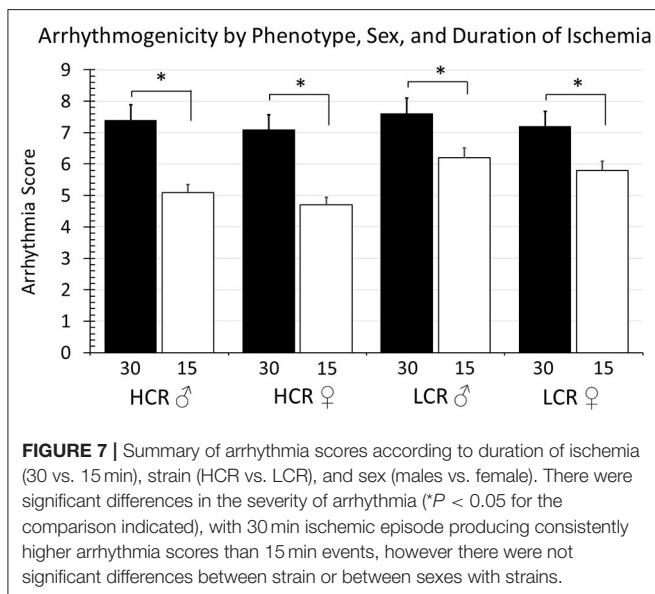 Arrhythmogenicity by Phenotype, Sex, and Duration of Ischemia
9
8
7
6
5
4
3
2
1
0
Arrhythmia Score
* * * *
30 15 30 15 30 15 30 15
HCR ♂ HCR ♀ LCR ♂ LCR ♀
FIGURE 7 | Summary of arrhythmia scores according to duration of ischemia
(30 vs. 15 min), strain (HCR vs. LCR), and sex (males vs. female). There were
significant differences in the severity of arrhythmia (*P < 0.05 for the
comparison indicated), with 30 min ischemic episode producing consistently
higher arrhythmia scores than 15 min events, however there were not
significant differences between strain or between sexes with strains.